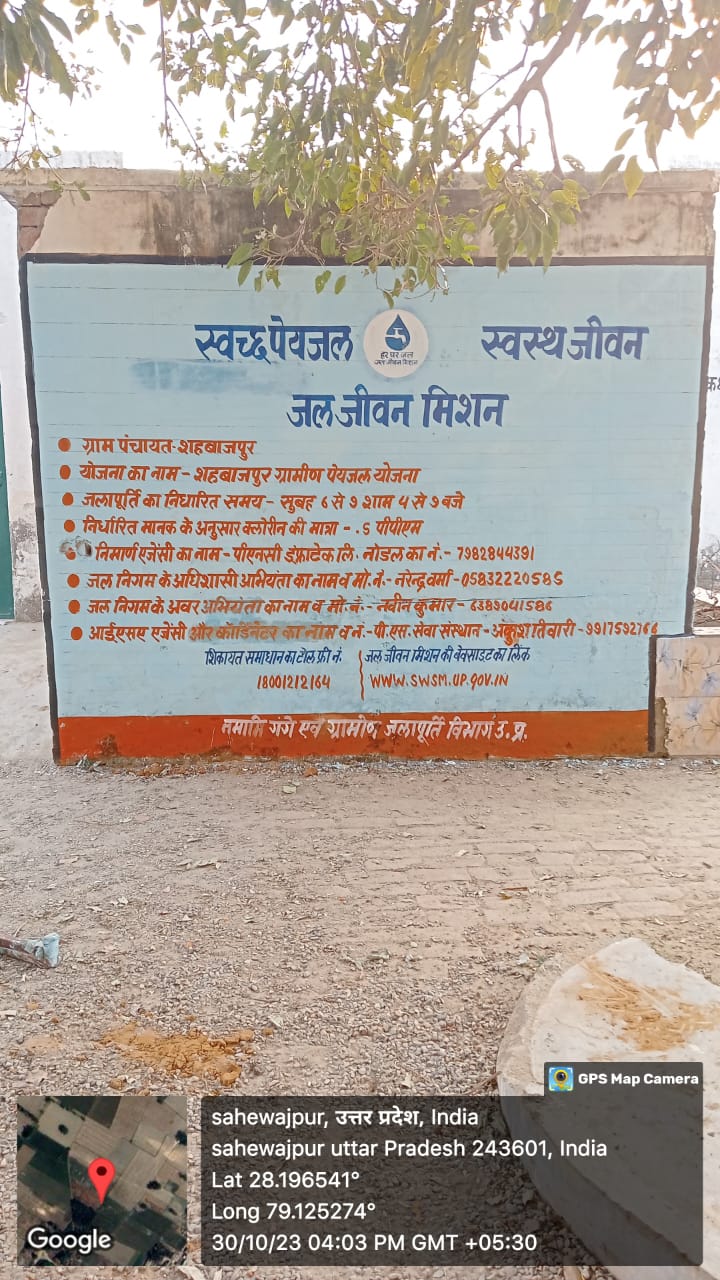 स्वच्छ पेयजल हर घर जल जल जीवन मिशन स्वस्थ जीवन
जल जीवन मिशन
ग्राम पंचायत-शहबाजपुर
योजना का नाम - शहबाजपुर ग्रामीण पेयजल योजना
जलापूर्ति का निर्धारित समय - सुबह 6 से 9 शाम 4 से 7 बजे
निर्धारित मानक के अनुसार क्लोरीन की मात्रा - .5 पीपीएम
निमार्ण एजेंसी का नाम - पीएनसी इंफ्राटेक लि. नोडल का नं.- 7982844391
जल निगम के अधिशासी अभियंता का नाम व मो.नं.- नरेन्द्र वर्मा - 05832220585
जल निगम के अवर अभियंता का नाम व मो.नं.- नवीन कुमार - 6389041586
आईएसए एजेंसी और कॉर्डिनेटर का नाम व नं.- पी.एस. सेवा संस्थान - अंकुश तिवारी -
शिकायत समाधान का टोल फ्री नं. जल जीवन मिशन की वेबसाइट का लिंक
18001212164 WWW.SWSM.UP.GOV.IN
नमामि गंगे एवं ग्रामीण जलापूर्ति विभाग उ.प्र.
GPS Map Camera
sahewajpur, उत्तर प्रदेश, India
sahewajpur uttar Pradesh 243601, India
Lat 28.196541°
Long 79.125274°
30/10/23 04:03 PM GMT +05:30
Google